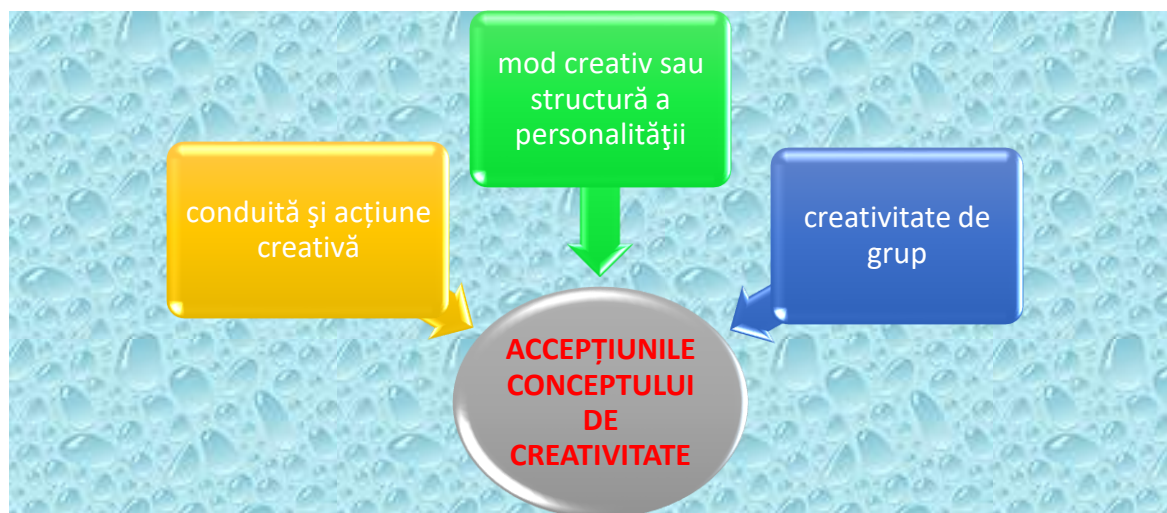 mod creativ sau
structură a
personalităţii
conduită şi acțiune
creativă
creativitate de
grup
ACCEPȚIUNILE
CONCEPTULUI
DE
CREATIVITATE